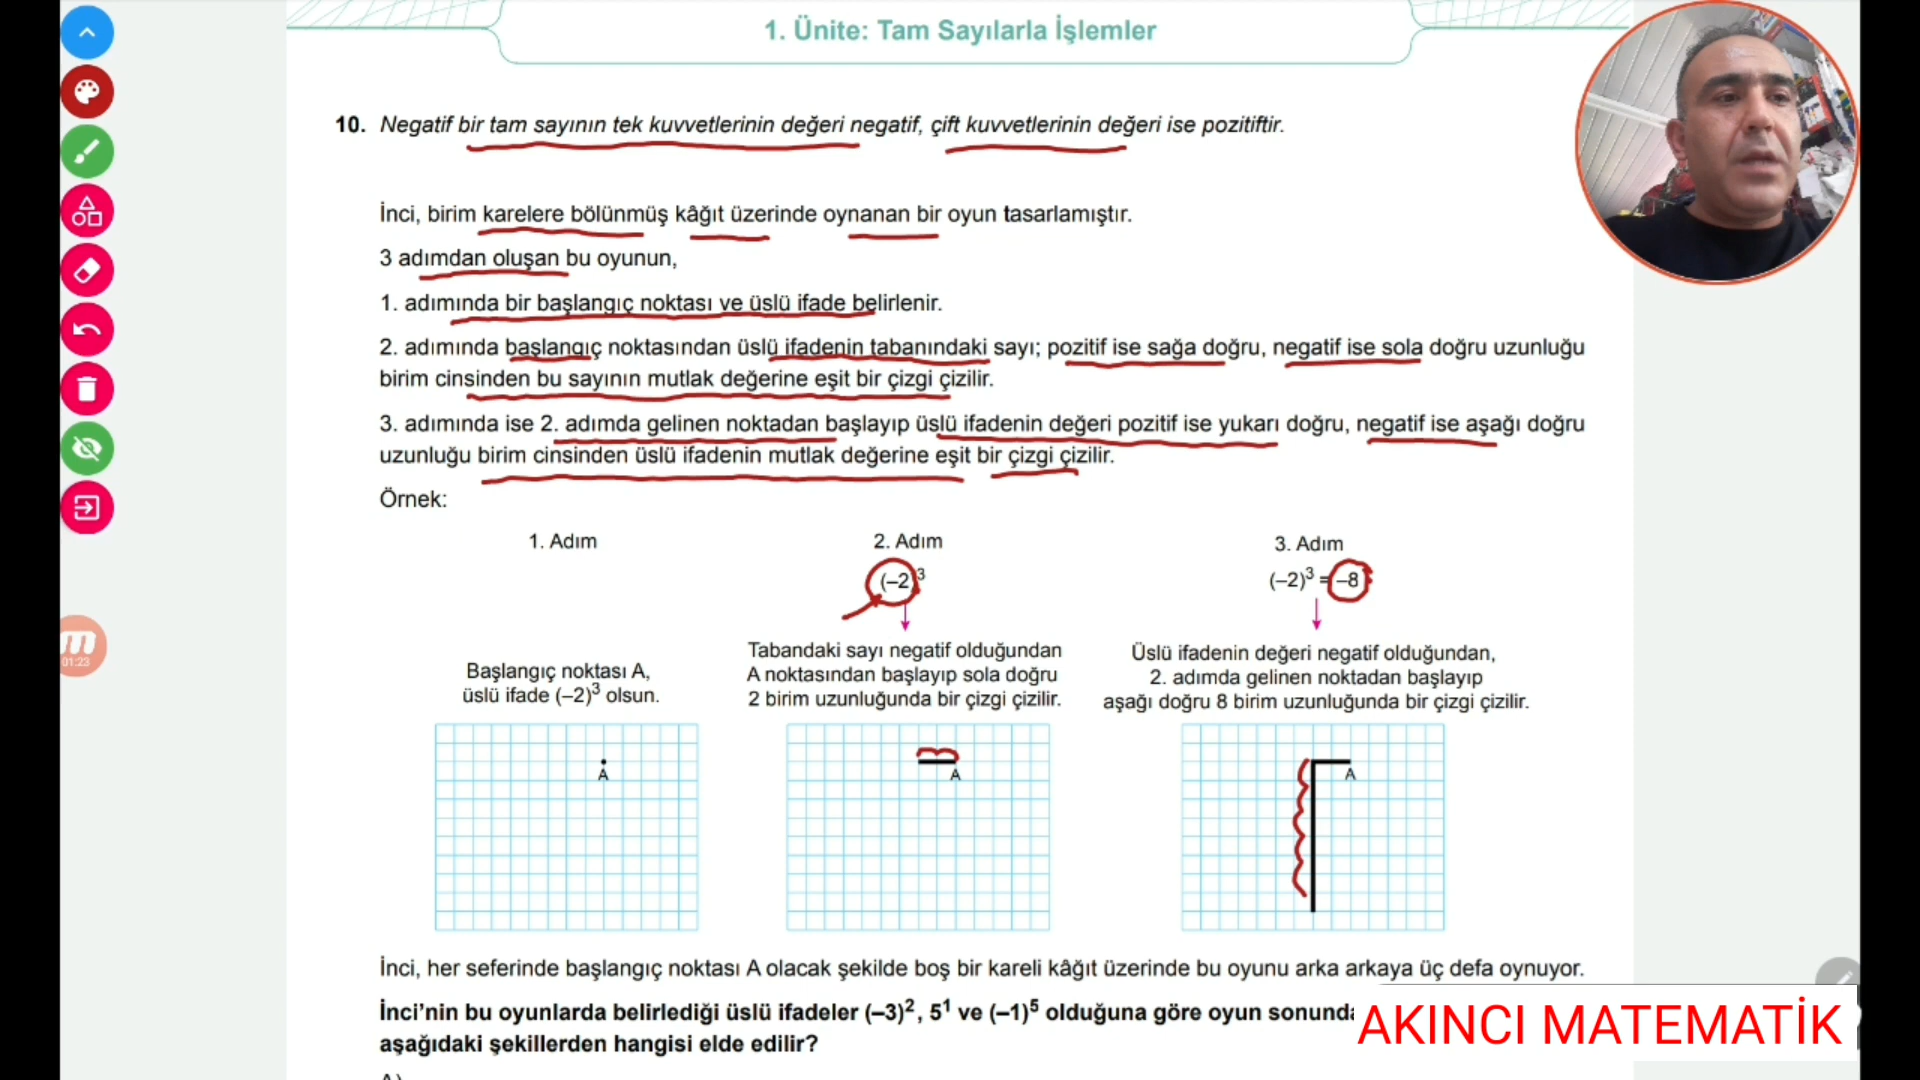 1. Ünite: Tam Sayılarla İşlemler
10. Negatif bir tam sayının tek kuvvetlerinin değeri negatif, çift kuvvetlerinin değeri ise pozitiftir.
İnci, birim karelere bölünmüş kâğıt üzerinde oynanan bir oyun tasarlamıştır.
3 adımdan oluşan bu oyunun,
1. adımında bir başlangıç noktası ve üslü ifade belirlenir.
2. adımında başlangıç noktasından üslü ifadenin tabanındaki sayı; pozitif ise sağa doğru, negatif ise sola doğru uzunluğu
birim cinsinden bu sayının mutlak değerine eşit bir çizgi çizilir.
3. adımında ise 2. adımda gelinen noktadan başlayıp üslü ifadenin değeri pozitif ise yukarı doğru, negatif ise aşağı doğru
uzunluğu birim cinsinden üslü ifadenin mutlak değerine eşit bir çizgi çizilir.
Örnek:
1. Adım
Başlangıç noktası A,
üslü ifade (–2)³ olsun.
A
2. Adım
(–2)³
Tabandaki sayı negatif olduğundan
A noktasından başlayıp sola doğru
2 birim uzunluğunda bir çizgi çizilir.
A
3. Adım
(–2)³ = –8
Üslü ifadenin değeri negatif olduğundan,
2. adımda gelinen noktadan başlayıp
aşağı doğru 8 birim uzunluğunda bir çizgi çizilir.
A
İnci, her seferinde başlangıç noktası A olacak şekilde boş bir kareli kâğıt üzerinde bu oyunu arka arkaya üç defa oynuyor.
İnci’nin bu oyunlarda belirlediği üslü ifadeler (–3)², 5¹ ve (–1)⁵ olduğuna göre oyun
aşağıdaki şekillerden hangisi elde edilir?
AKINCI MATEMATİK
m
01:23